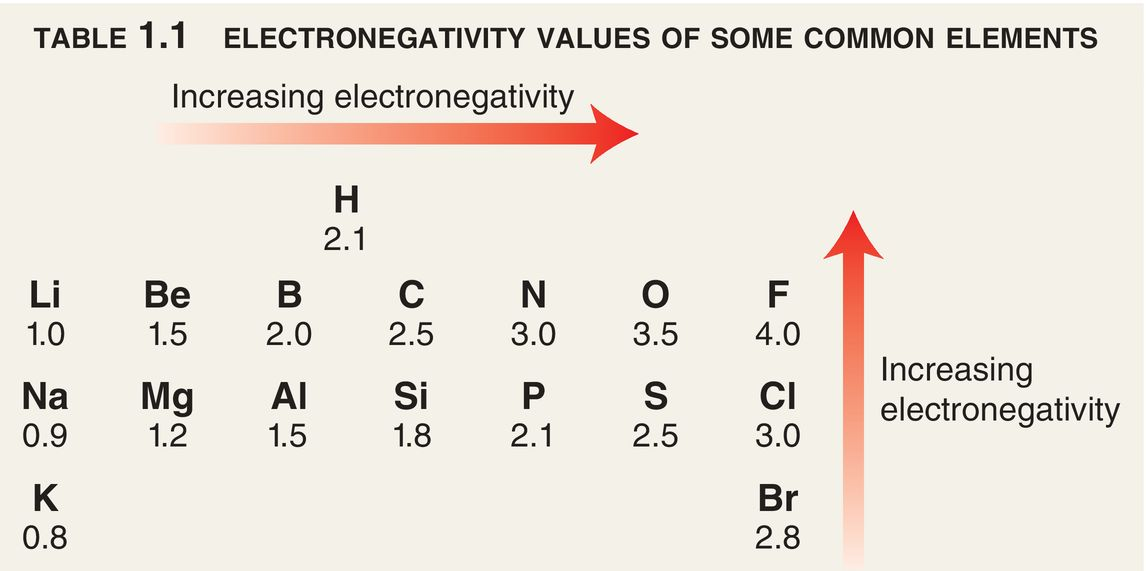 TABLE 1.1 ELECTRONEGATIVITY VALUES OF SOME COMMON ELEMENTS
Increasing electronegativity
H
2.1
Li Be B C N O F
1.0 1.5 2.0 2.5 3.0 3.5 4.0
Increasing
electronegativity
Na Mg Al Si P S Cl
0.9 1.2 1.5 1.8 2.1 2.5 3.0
K Br
0.8 2.8